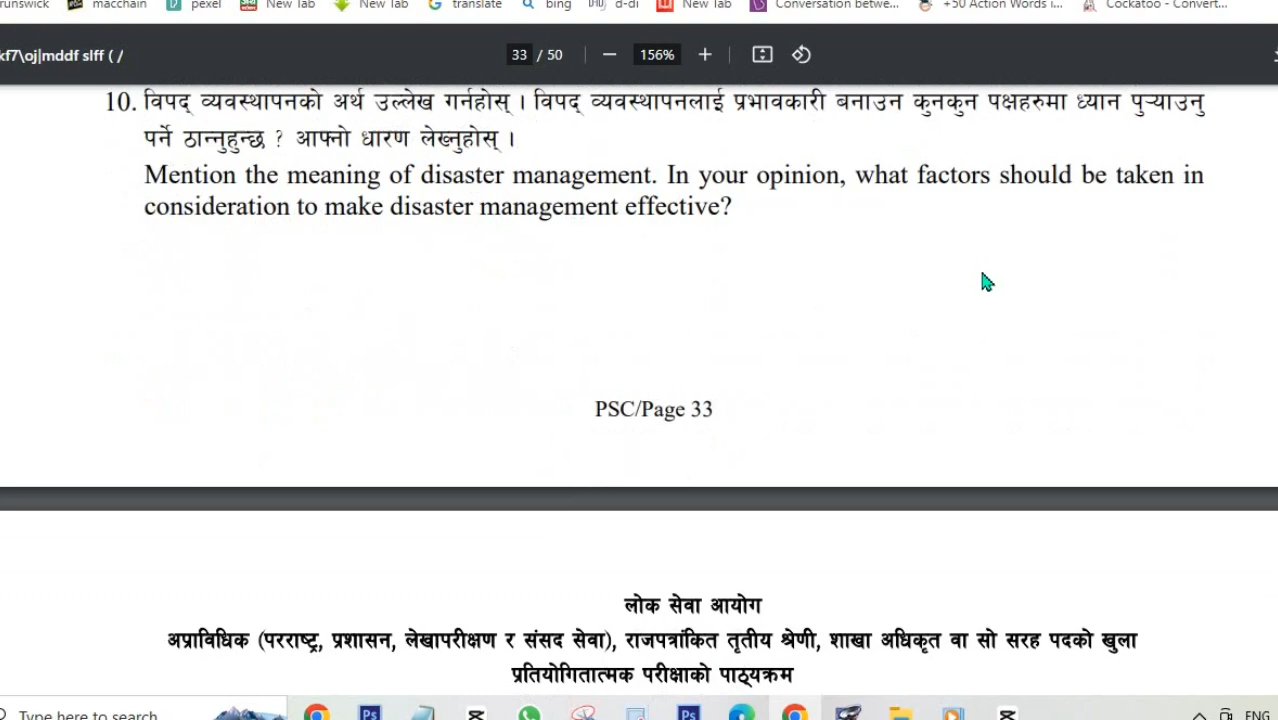 runswick macchain pexel New Tab New Tab translate bing d-di New Tab Conversation betwe... +50 Action Words i... Cockatoo - Convert...
kf7\oj|mddf slff ( / 33 / 50 — 156% +
10. विपद् व्यवस्थापनको अर्थ उल्लेख गर्नहोस् । विपद् व्यवस्थापनलाई प्रभावकारी बनाउन कुनकुन पक्षहरुमा ध्यान पुऱ्याउनु
पर्ने ठान्नुहुन्छ ? आफ्नो धारण लेख्नुहोस् ।
Mention the meaning of disaster management. In your opinion, what factors should be taken in
consideration to make disaster management effective?
PSC/Page 33
लोक सेवा आयोग
अप्राविधिक (परराष्ट्र, प्रशासन, लेखापरीक्षण र संसद सेवा), राजपत्रांकित तृतीय श्रेणी, शाखा अधिकृत वा सो सरह पदको खुला
प्रतियोगितात्मक परीक्षाको पाठ्यक्रम
Type here to search ENG